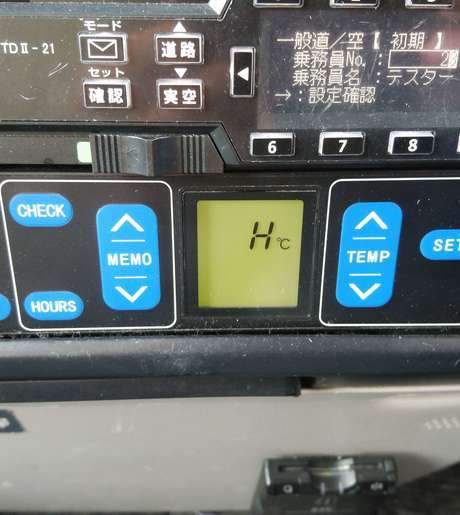 モード
TDⅡ-21
道路
セット
確認
実空
一般道/空【 初期 】
乗務員No. :
乗務員名 :テスター
→:設定確認
6 7 8
CHECK
MEMO
HOURS
H℃
TEMP
SET